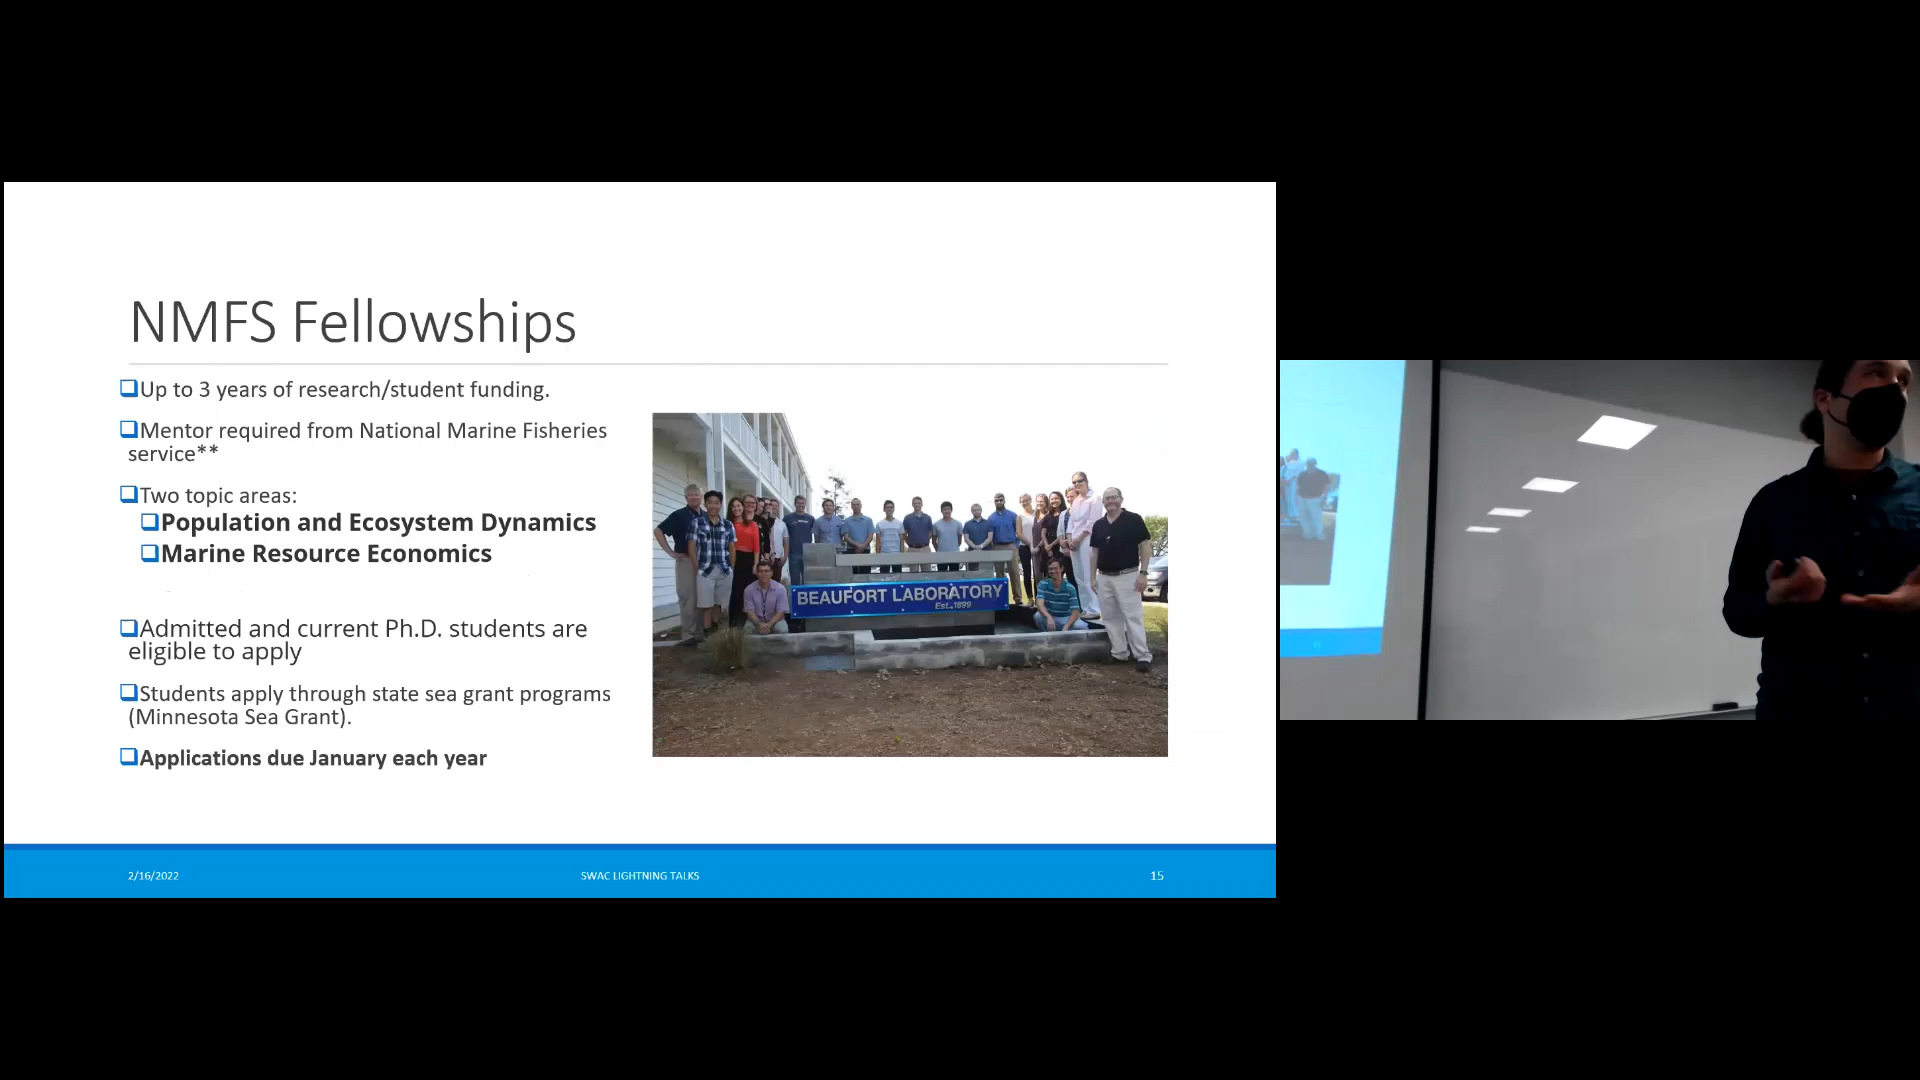 NMFS Fellowships
Up to 3 years of research/student funding.
Mentor required from National Marine Fisheries
service**
Two topic areas:
Population and Ecosystem Dynamics
Marine Resource Economics
Admitted and current Ph.D. students are
eligible to apply
Students apply through state sea grant programs
(Minnesota Sea Grant).
Applications due January each year
BEAUFORT LABORATORY
Est. 1899
2/16/2022
SWAC LIGHTNING TALKS
15